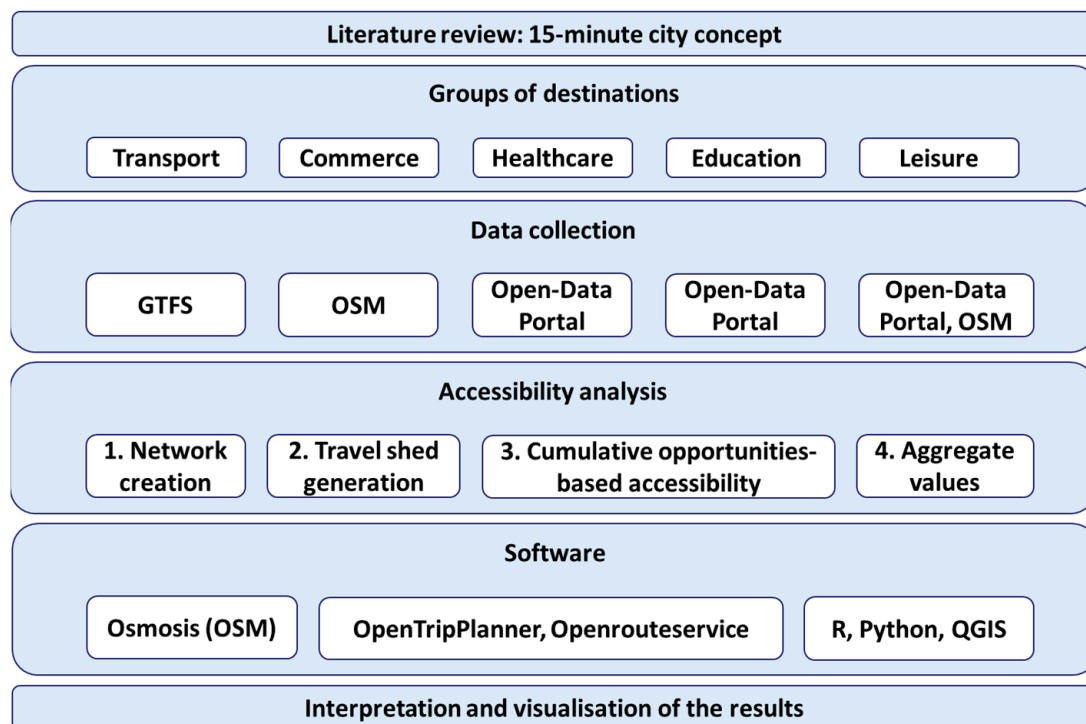 Literature review: 15-minute city concept
Groups of destinations
Transport
Commerce
Healthcare
Education
Leisure
Data collection
GTFS
OSM
Open-Data
Portal
Open-Data
Portal
Open-Data
Portal, OSM
Accessibility analysis
1. Network
creation
2. Travel shed
generation
3. Cumulative opportunities-
based accessibility
4. Aggregate
values
Software
Osmosis (OSM)
OpenTripPlanner, Openrouteservice
R, Python, QGIS
Interpretation and visualisation of the results